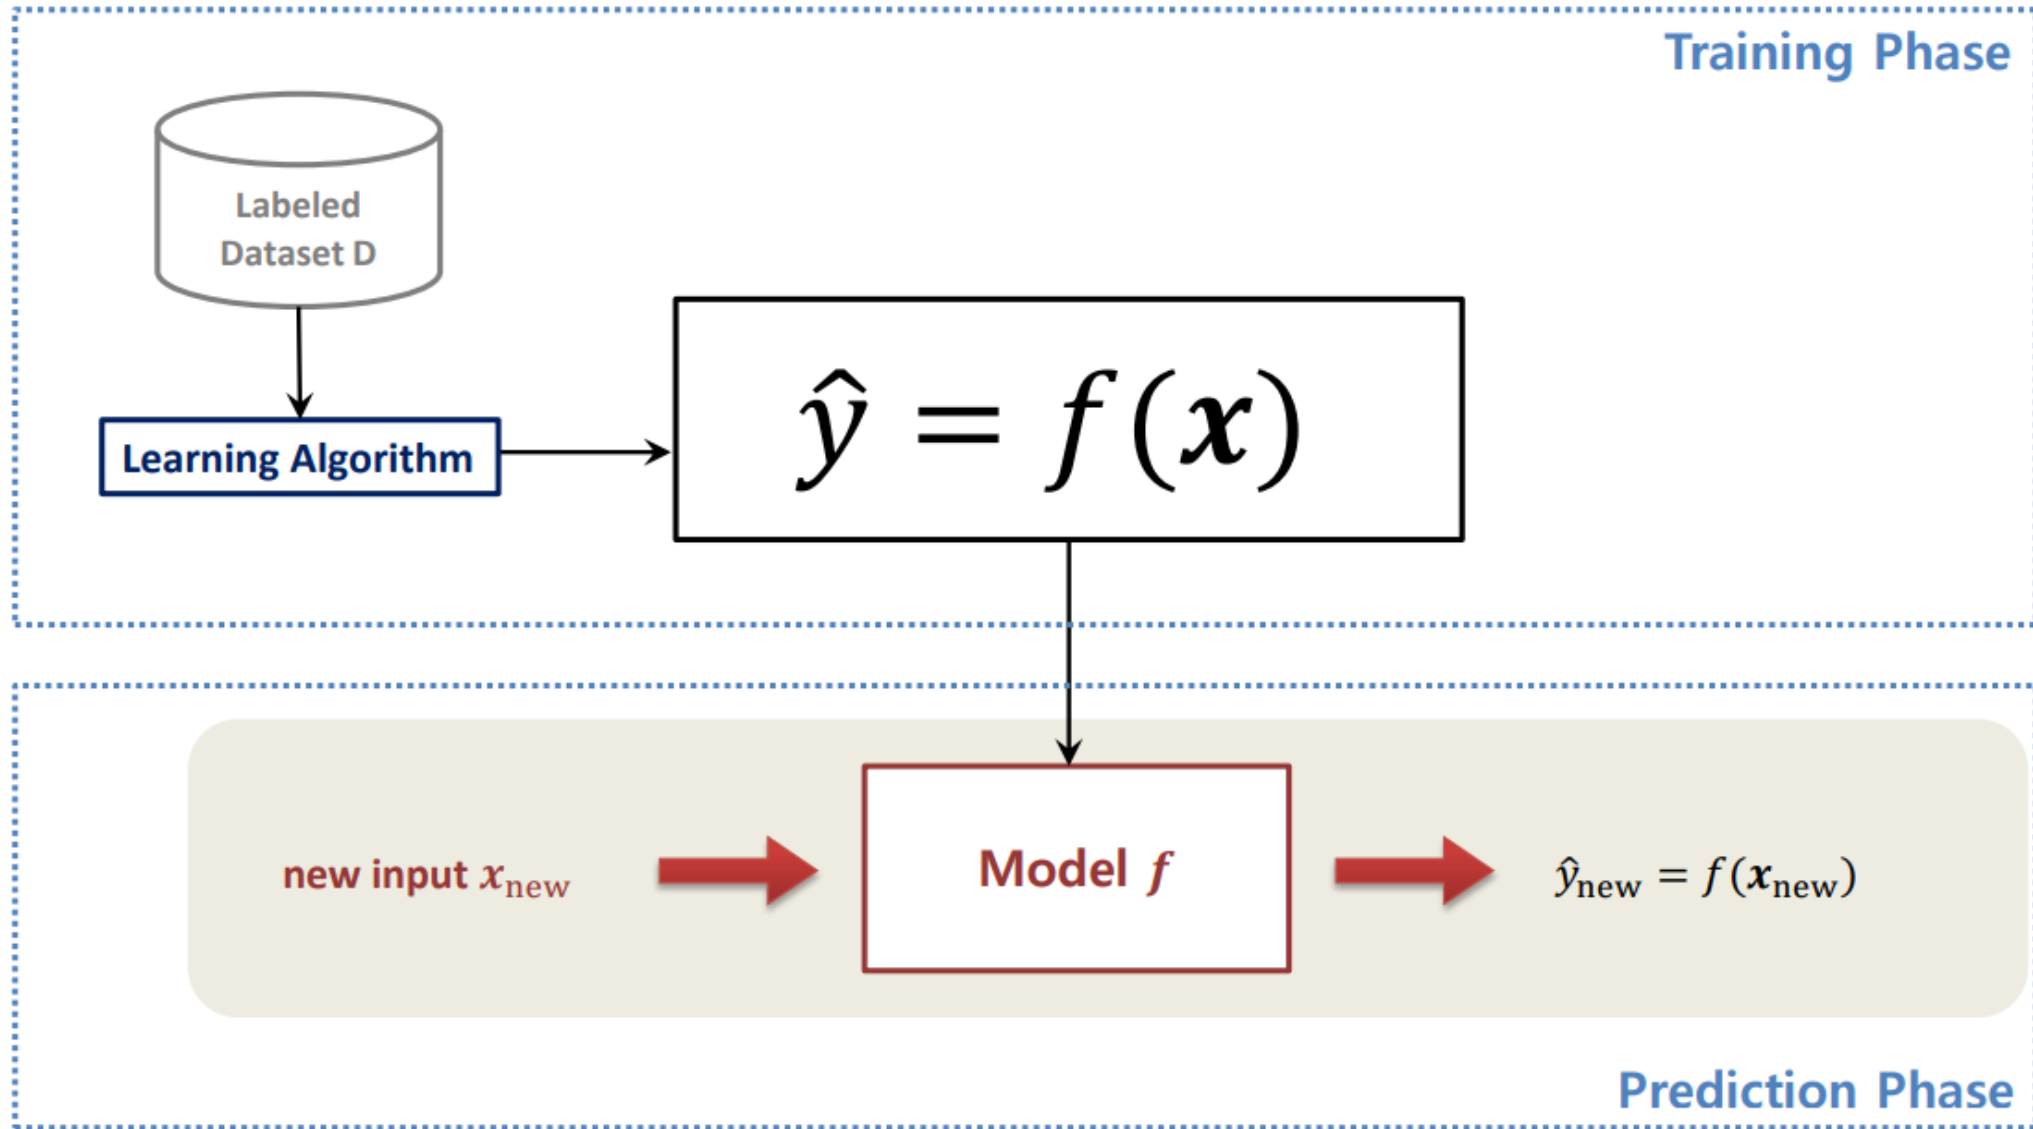 Training Phase
Labeled
Dataset D
Learning Algorithm
ŷ = f(x)
new input x_new
Model f
ŷ_new = f(x_new)
Prediction Phase